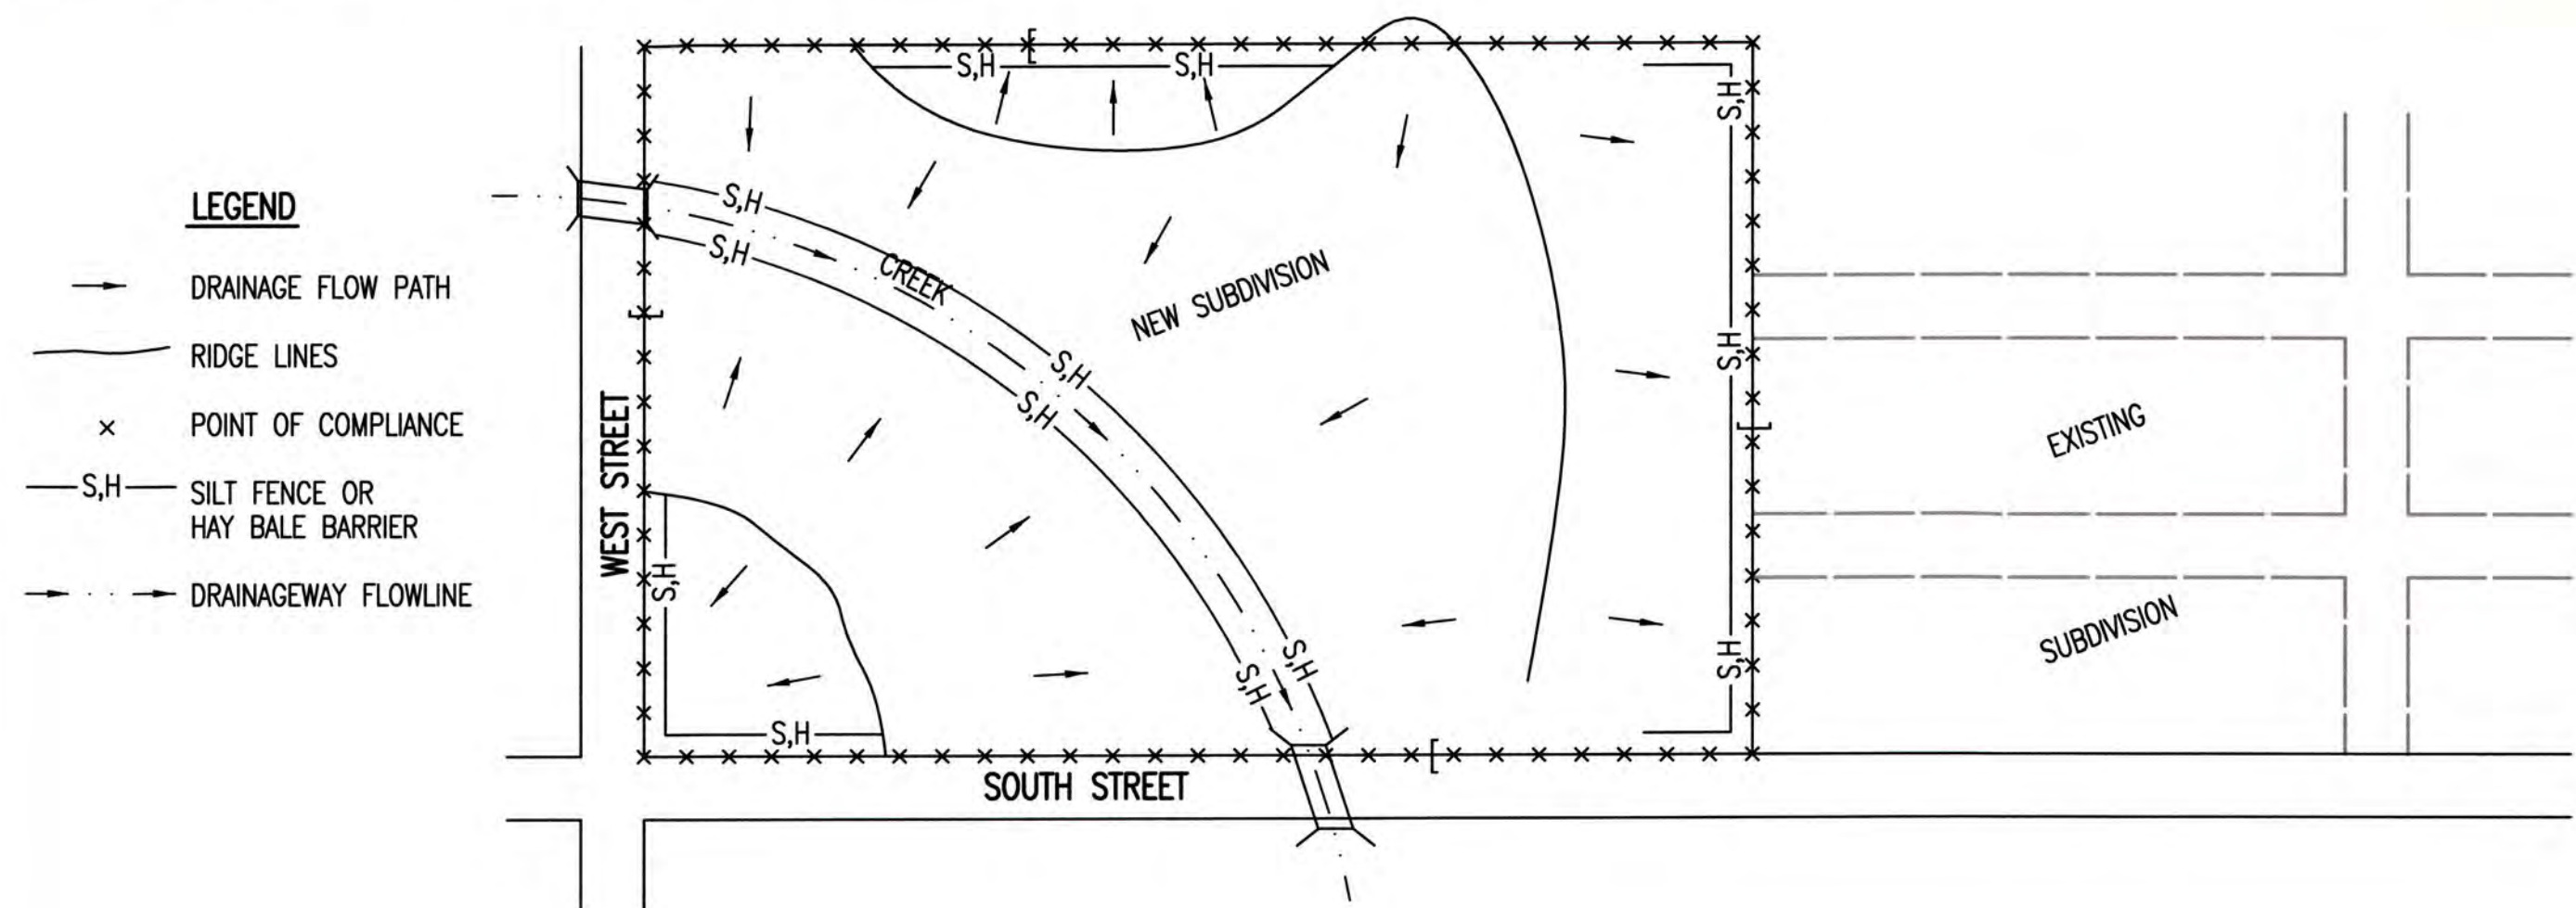 LEGEND
DRAINAGE FLOW PATH
RIDGE LINES
× POINT OF COMPLIANCE
S,H SILT FENCE OR
HAY BALE BARRIER
DRAINAGEWAY FLOWLINE
S,H
S,H
S,H
S,H
S,H
CREEK
NEW SUBDIVISION
S,H
S,H
S,H
WEST STREET
EXISTING
S,H
S,H
S,H
S,H
SUBDIVISION
S,H
SOUTH STREET